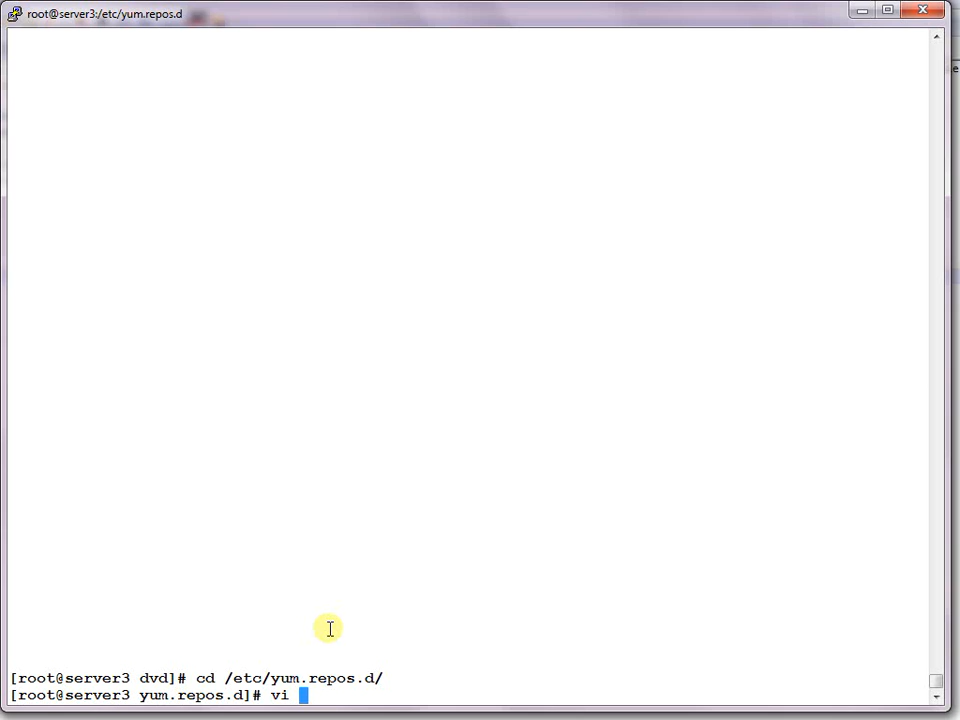 root@server3:/etc/yum.repos.d
[root@server3 dvd]# cd /etc/yum.repos.d/
[root@server3 yum.repos.d]# vi